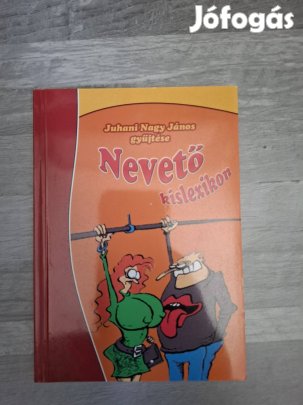 Jófogás
Juhani Nagy János
gyűjtése
Nevető
kislexikon